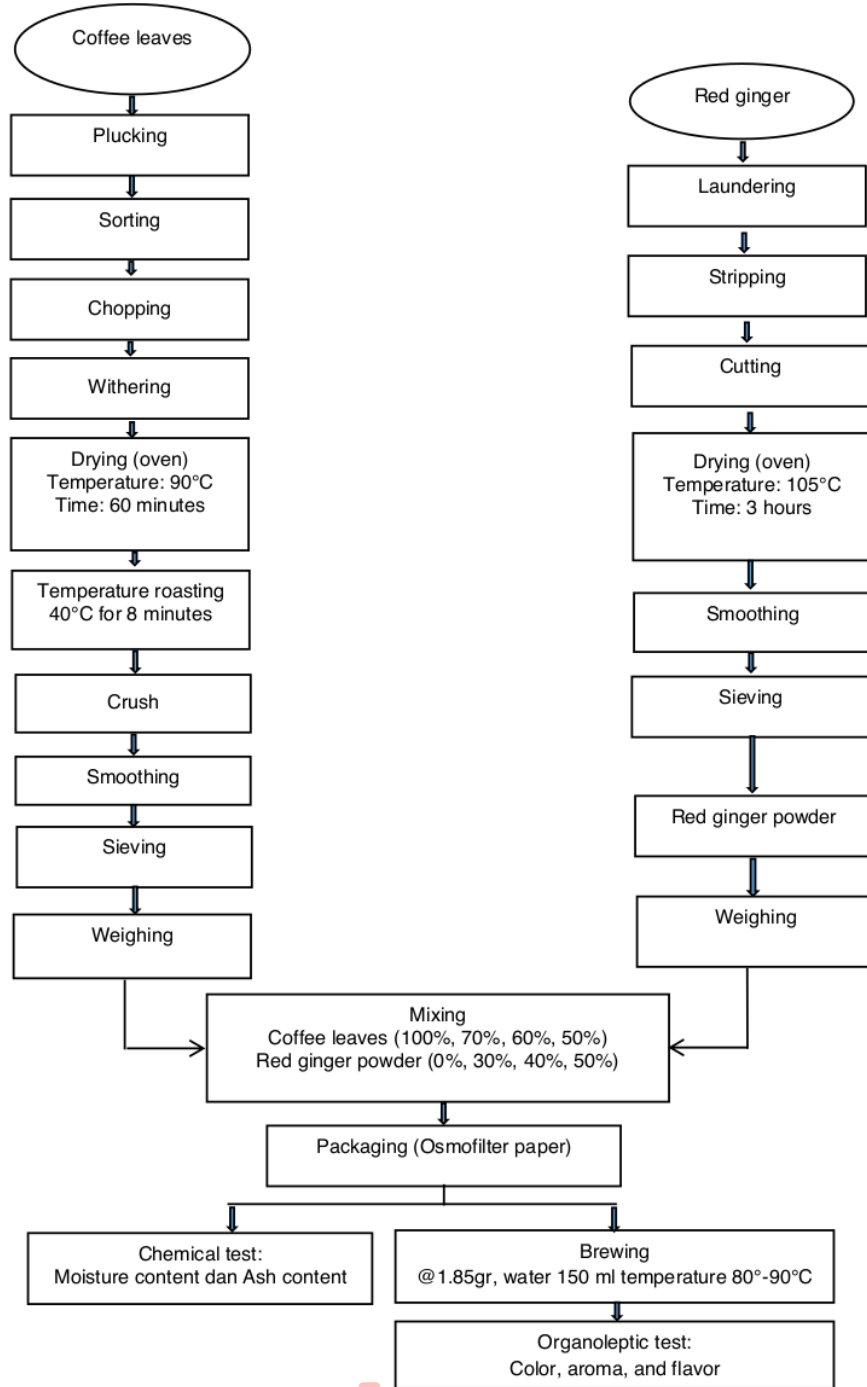 Coffee leaves
Plucking
Sorting
Chopping
Withering
Drying (oven)
Temperature: 90°C
Time: 60 minutes
Temperature roasting
40°C for 8 minutes
Crush
Smoothing
Sieving
Weighing
Red ginger
Laundering
Stripping
Cutting
Drying (oven)
Temperature: 105°C
Time: 3 hours
Smoothing
Sieving
Red ginger powder
Weighing
Mixing
Coffee leaves (100%, 70%, 60%, 50%)
Red ginger powder (0%, 30%, 40%, 50%)
Packaging (Osmofilter paper)
Chemical test:
Moisture content dan Ash content
Brewing
@1.85gr, water 150 ml temperature 80°-90°C
Organoleptic test:
Color, aroma, and flavor